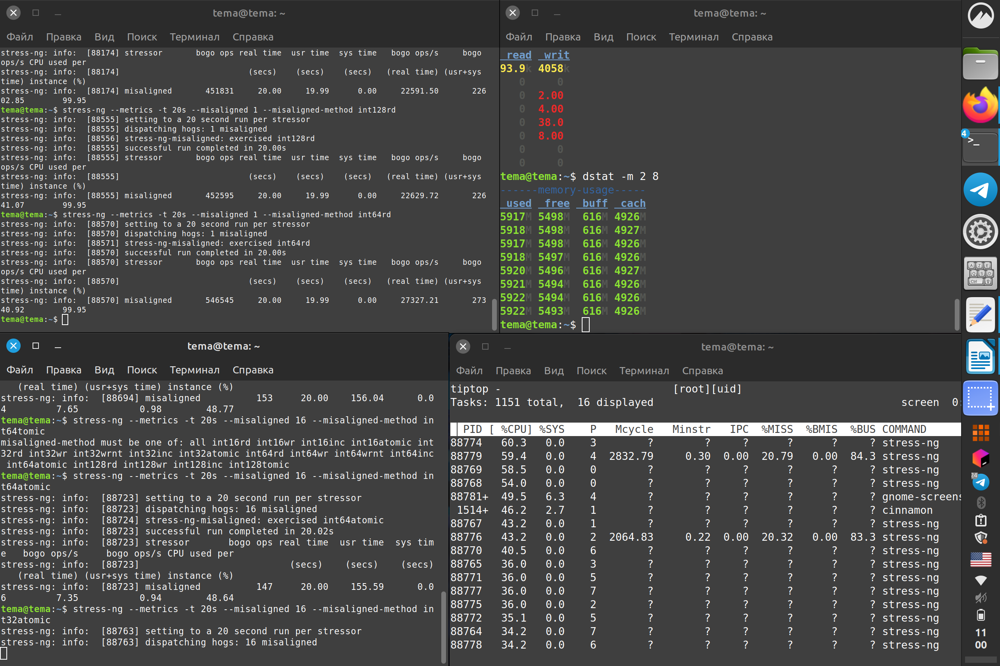 tema@tema: ~
Файл Правка Вид Поиск Терминал Справка
stress-ng: info:  [88174] stressor       bogo ops real time  usr time  sys time   bogo ops/s     bogo
ops/s CPU used per
stress-ng: info:  [88174]                           (secs)    (secs)    (secs)   (real time) (usr+sys
time) instance (%)
stress-ng: info:  [88174] misaligned       451831     20.00     19.99      0.00     22591.50       226
02.85        99.95
tema@tema:~$ stress-ng --metrics -t 20s --misaligned 1 --misaligned-method int128rd
stress-ng: info:  [88555] setting to a 20 second run per stressor
stress-ng: info:  [88555] dispatching hogs: 1 misaligned
stress-ng: info:  [88556] stress-ng-misaligned: exercised int128rd
stress-ng: info:  [88555] successful run completed in 20.00s
stress-ng: info:  [88555] stressor       bogo ops real time  usr time  sys time   bogo ops/s     bogo
ops/s CPU used per
stress-ng: info:  [88555]                           (secs)    (secs)    (secs)   (real time) (usr+sys
time) instance (%)
stress-ng: info:  [88555] misaligned       452595     20.00     19.99      0.00     22629.72       226
41.07        99.95
tema@tema:~$ stress-ng --metrics -t 20s --misaligned 1 --misaligned-method int64rd
stress-ng: info:  [88570] setting to a 20 second run per stressor
stress-ng: info:  [88570] dispatching hogs: 1 misaligned
stress-ng: info:  [88571] stress-ng-misaligned: exercised int64rd
stress-ng: info:  [88570] successful run completed in 20.00s
stress-ng: info:  [88570] stressor       bogo ops real time  usr time  sys time   bogo ops/s     bogo
ops/s CPU used per
stress-ng: info:  [88570]                           (secs)    (secs)    (secs)   (real time) (usr+sys
time) instance (%)
stress-ng: info:  [88570] misaligned       546545     20.00     19.99      0.00     27327.21       273
40.92        99.95
tema@tema:~$
tema@tema: ~
Файл Правка Вид Поиск Терминал Справка
read writ
93.9k 4058k
0 0
0 2.00
0 4.00
0 38.0
0 8.00
0 0
0 0
tema@tema:~$ dstat -m 2 8
------memory-usage-----
used free buff cach
5917M 5498M 616M 4926M
5918M 5498M 616M 4927M
5917M 5498M 616M 4926M
5918M 5497M 616M 4926M
5920M 5496M 616M 4927M
5921M 5494M 616M 4926M
5922M 5494M 616M 4926M
5922M 5493M 616M 4926M
tema@tema:~$
tema@tema: ~
Файл Правка Вид Поиск Терминал Справка
(real time) (usr+sys time) instance (%)
stress-ng: info:  [88694] misaligned          153     20.00    156.04      0.0
4         7.65           0.98        48.77
tema@tema:~$ stress-ng --metrics -t 20s --misaligned 16 --misaligned-method in
t64tomic
misaligned-method must be one of: all int16rd int16wr int16inc int16atomic int
32rd int32wr int32wrnt int32inc int32atomic int64rd int64wr int64wrnt int64inc
int64atomic int128rd int128wr int128inc int128tomic
tema@tema:~$ stress-ng --metrics -t 20s --misaligned 16 --misaligned-method in
t64atomic
stress-ng: info:  [88723] setting to a 20 second run per stressor
stress-ng: info:  [88723] dispatching hogs: 16 misaligned
stress-ng: info:  [88724] stress-ng-misaligned: exercised int64atomic
stress-ng: info:  [88723] successful run completed in 20.02s
stress-ng: info:  [88723] stressor       bogo ops real time  usr time  sys tim
e   bogo ops/s     bogo ops/s CPU used per
stress-ng: info:  [88723]                           (secs)    (secs)    (secs)
(real time) (usr+sys time) instance (%)
stress-ng: info:  [88723] misaligned          147     20.00    155.59      0.0
6         7.35           0.94        48.64
tema@tema:~$ stress-ng --metrics -t 20s --misaligned 16 --misaligned-method in
t32atomic
stress-ng: info:  [88763] setting to a 20 second run per stressor
stress-ng: info:  [88763] dispatching hogs: 16 misaligned
tema@tema: ~
Файл Правка Вид Поиск Терминал Справка
tiptop - [root][uid]
Tasks: 1151 total,  16 displayed screen 0:
PID [ %CPU] %SYS P Mcycle Minstr IPC %MISS %BMIS %BUS COMMAND
88774 60.3 0.0 3 ? ? ? ? ? ? stress-ng
88779 59.4 0.0 4 2832.79 0.30 0.00 20.79 0.00 84.3 stress-ng
88769 58.5 0.0 0 ? ? ? ? ? ? stress-ng
88768 54.0 0.0 0 ? ? ? ? ? ? stress-ng
88781+ 49.5 6.3 4 ? ? ? ? ? ? gnome-screens
1514+ 46.2 2.7 1 ? ? ? ? ? ? cinnamon
88767 43.2 0.0 1 ? ? ? ? ? ? stress-ng
88776 43.2 0.0 2 2064.83 0.22 0.00 20.32 0.00 83.3 stress-ng
88770 40.5 0.0 6 ? ? ? ? ? ? stress-ng
88765 36.0 0.0 3 ? ? ? ? ? ? stress-ng
88771 36.0 0.0 5 ? ? ? ? ? ? stress-ng
88777 36.0 0.0 7 ? ? ? ? ? ? stress-ng
88775 36.0 0.0 2 ? ? ? ? ? ? stress-ng
88772 35.1 0.0 5 ? ? ? ? ? ? stress-ng
88764 34.2 0.0 7 ? ? ? ? ? ? stress-ng
88778 34.2 0.0 6 ? ? ? ? ? ? stress-ng
4
>_
A Z E
Q S D
Ctrl
24
11
00